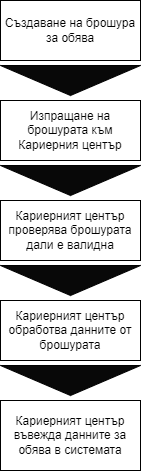 Създаване на брошура
за обява
Изпращане на
брошурата към
Кариерния център
Кариерният център
проверява брошурата
дали е валидна
Кариерният център
обработва данните от
брошурата
Кариерният център
въвежда данните за
обява в системата